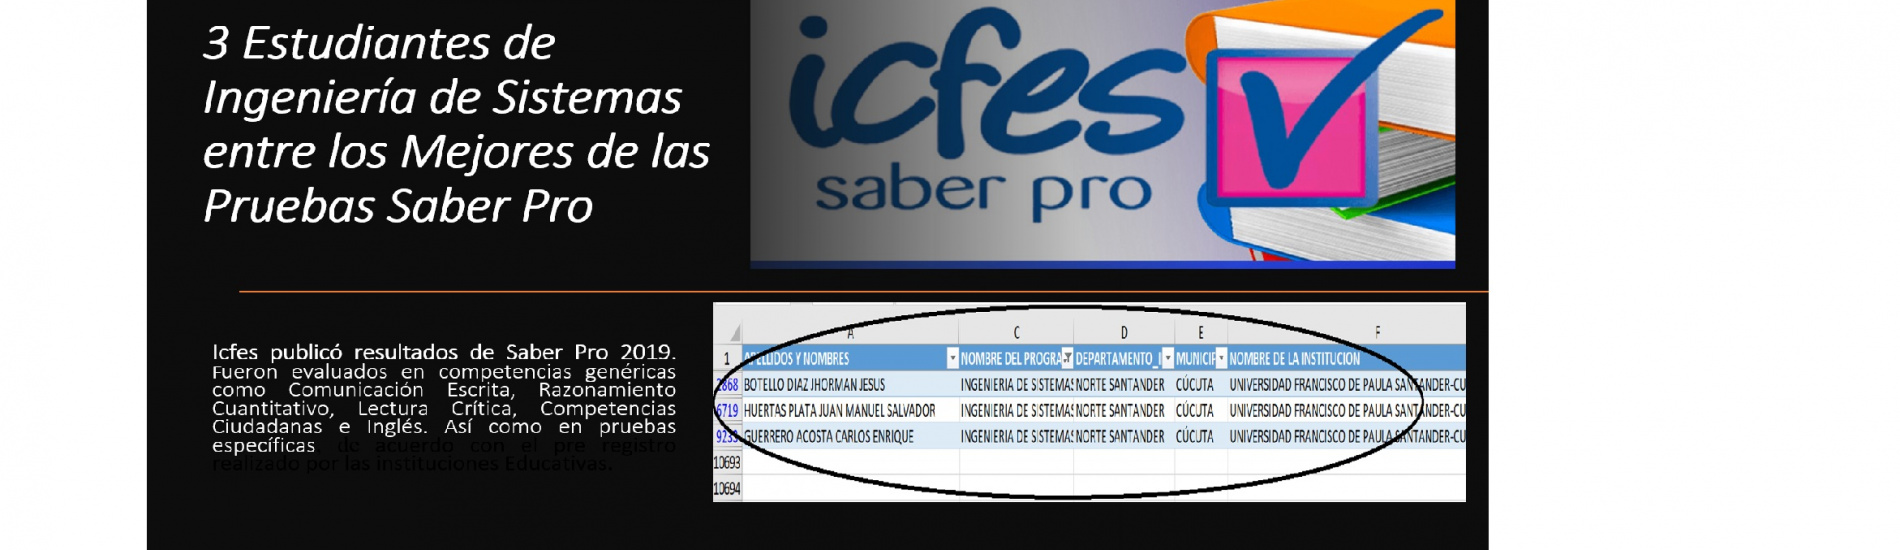 3 Estudiantes de
Ingeniería de Sistemas
entre los Mejores de las
Pruebas Saber Pro
icfes
saber pro
Icfes publicó resultados de Saber Pro 2019.
Fueron evaluados en competencias genéricas
como Comunicación Escrita, Razonamiento
Cuantitativo, Lectura Crítica, Competencias
Ciudadanas e Inglés. Así como en pruebas
específicas de acuerdo con el pre registro
realizado por las instituciones Educativas.
A C D E F
1 APELLIDOS Y NOMBRES NOMBRE DEL PROGRA DEPARTAMENTO_I MUNICIP NOMBRE DE LA INSTITUCION
2868 BOTELLO DIAZ JHORMAN JESUS INGENIERIA DE SISTEMAS NORTE SANTANDER CÚCUTA UNIVERSIDAD FRANCISCO DE PAULA SANTANDER-CU
6719 HUERTAS PLATA JUAN MANUEL SALVADOR INGENIERIA DE SISTEMAS NORTE SANTANDER CÚCUTA UNIVERSIDAD FRANCISCO DE PAULA SANTANDER-CU
9233 GUERRERO ACOSTA CARLOS ENRIQUE INGENIERIA DE SISTEMAS NORTE SANTANDER CÚCUTA UNIVERSIDAD FRANCISCO DE PAULA SANTANDER-CU
10693
10694